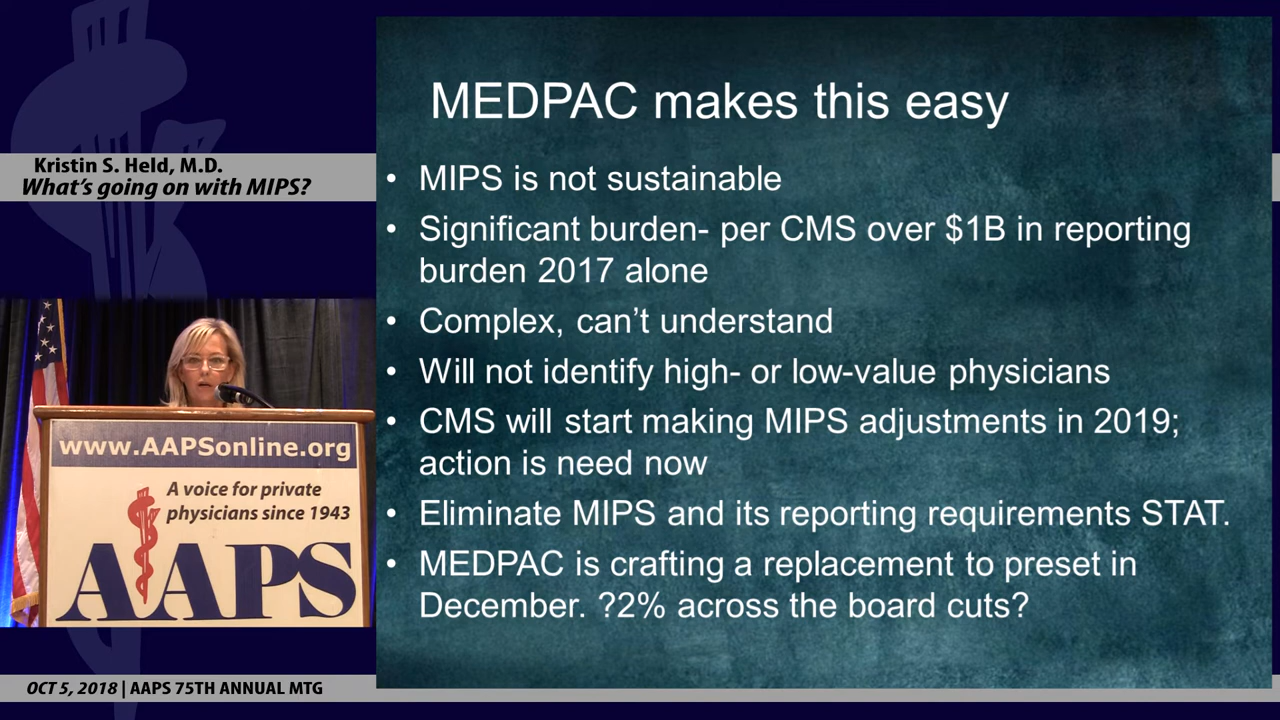 Kristin S. Held, M.D.
What's going on with MIPS?
www.AAPSonline.org
A voice for private
physicians since 1943
AAPS
OCT 5, 2018 | AAPS 75TH ANNUAL MTG
MEDPAC makes this easy
• MIPS is not sustainable
• Significant burden- per CMS over $1B in reporting
burden 2017 alone
• Complex, can't understand
• Will not identify high- or low-value physicians
• CMS will start making MIPS adjustments in 2019;
action is need now
• Eliminate MIPS and its reporting requirements STAT.
• MEDPAC is crafting a replacement to preset in
December. ?2% across the board cuts?